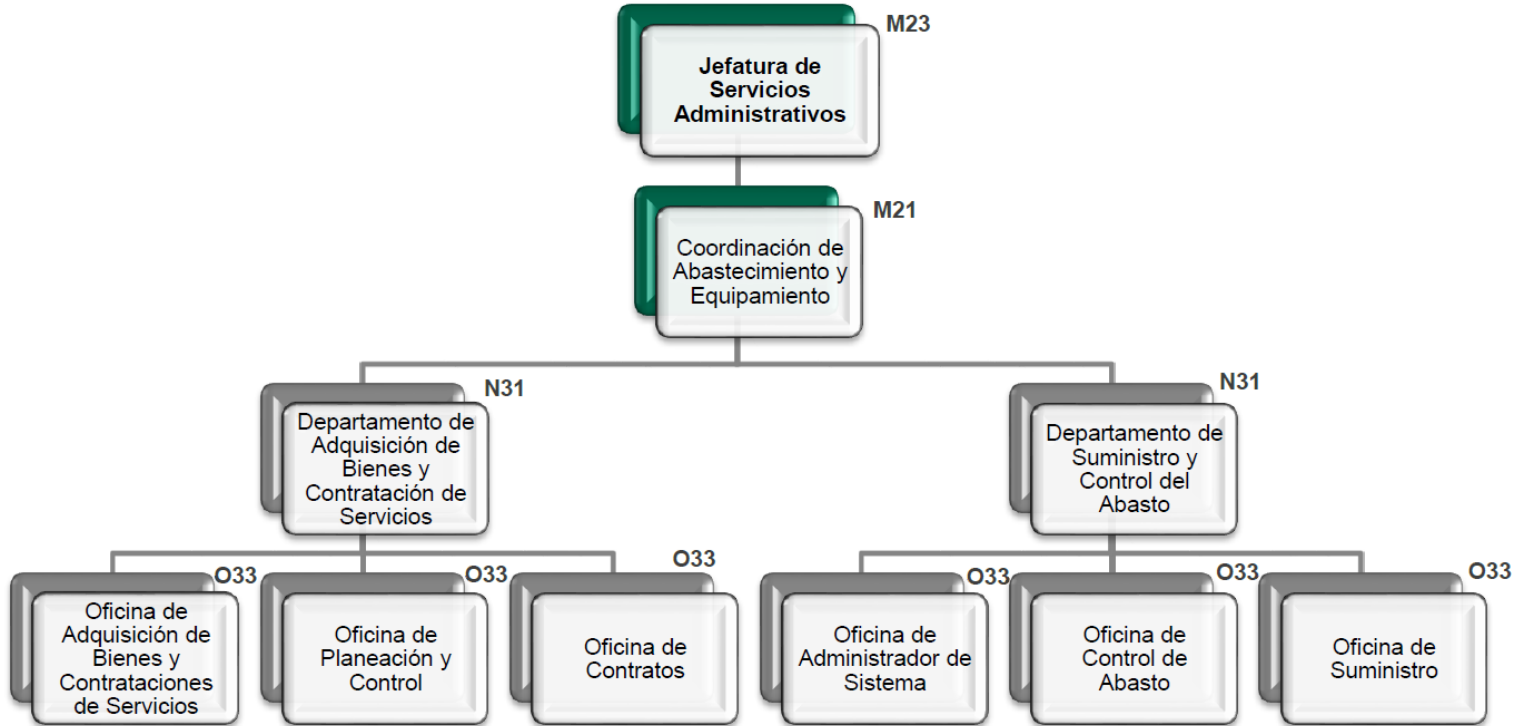 M23
Jefatura de
Servicios
Administrativos
M21
Coordinación de
Abastecimiento y
Equipamiento
N31
Departamento de
Adquisición de
Bienes y
Contratación de
Servicios
N31
Departamento de
Suministro y
Control del
Abasto
O33
Oficina de
Adquisición de
Bienes y
Contrataciones
de Servicios
O33
Oficina de
Planeación y
Control
O33
Oficina de
Contratos
O33
Oficina de
Administrador de
Sistema
O33
Oficina de
Control de
Abasto
O33
Oficina de
Suministro